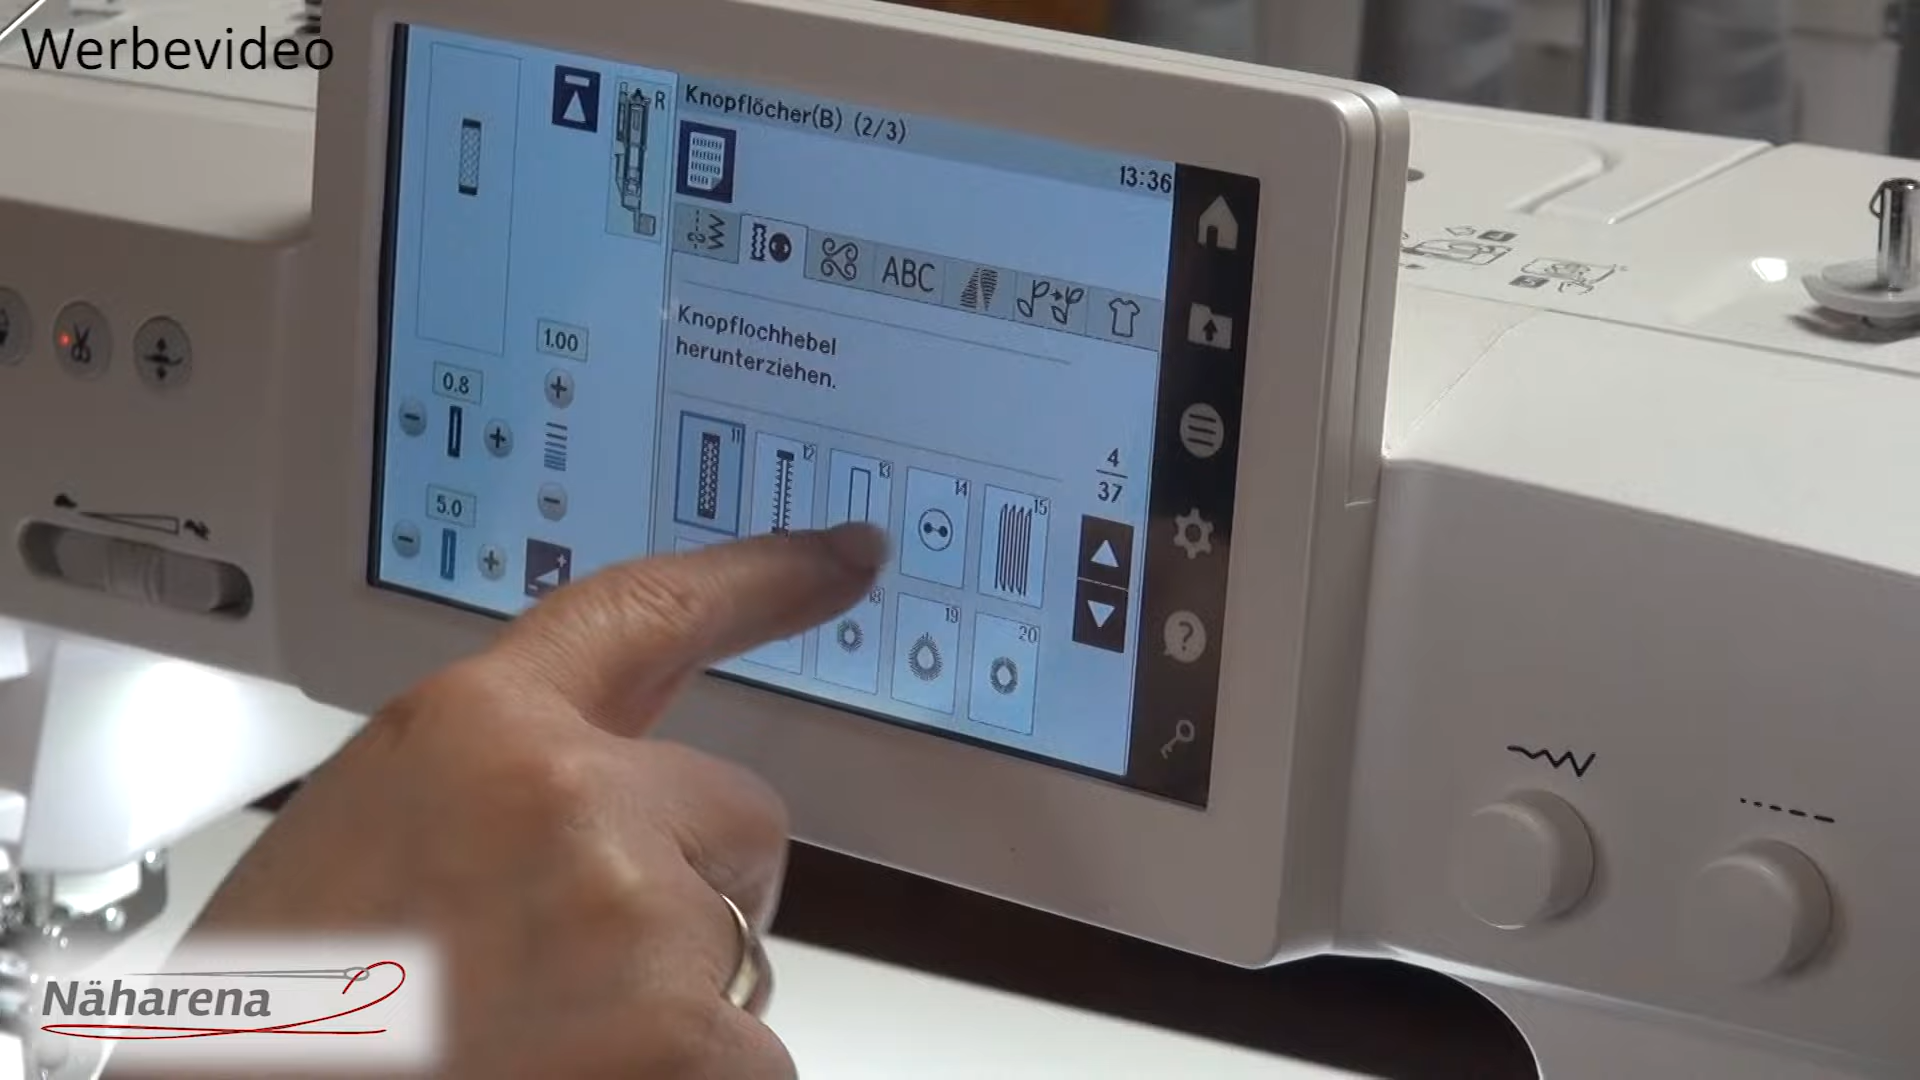 Werbevideo
R
Knopflöcher(B) (2/3)
13:36
ABC
Knopflochhebel
herunterziehen.
1.00
0.8
5.0
11
12
13
14
15
4
37
18
19
20
?
Näharena